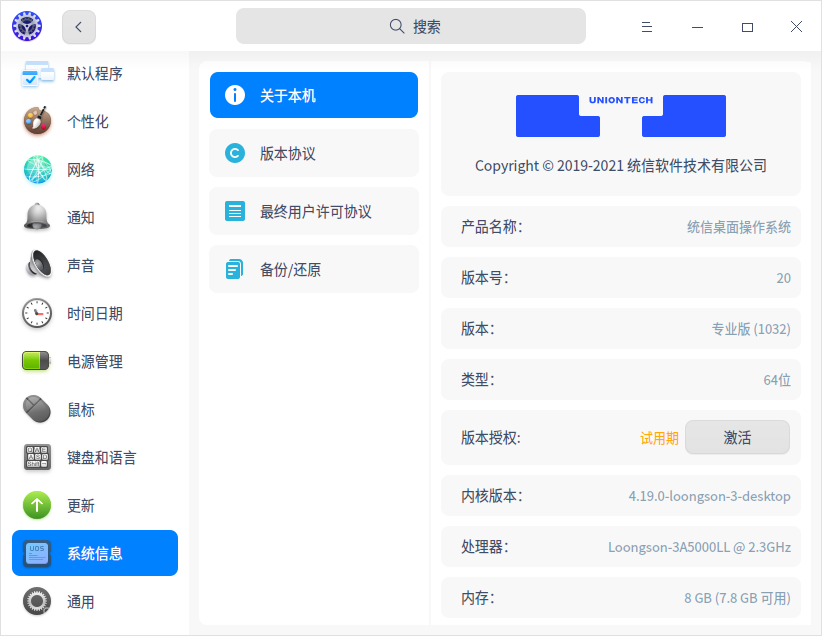 搜索
默认程序
个性化
网络
通知
声音
时间日期
电源管理
鼠标
键盘和语言
更新
UOS
系统信息
通用
关于本机
版本协议
最终用户许可协议
备份/还原
UNIONTECH
Copyright © 2019-2021 统信软件技术有限公司
产品名称： 统信桌面操作系统
版本号： 20
版本： 专业版 (1032)
类型： 64位
版本授权: 试用期 激活
内核版本： 4.19.0-loongson-3-desktop
处理器： Loongson-3A5000LL @ 2.3GHz
内存： 8 GB (7.8 GB 可用)